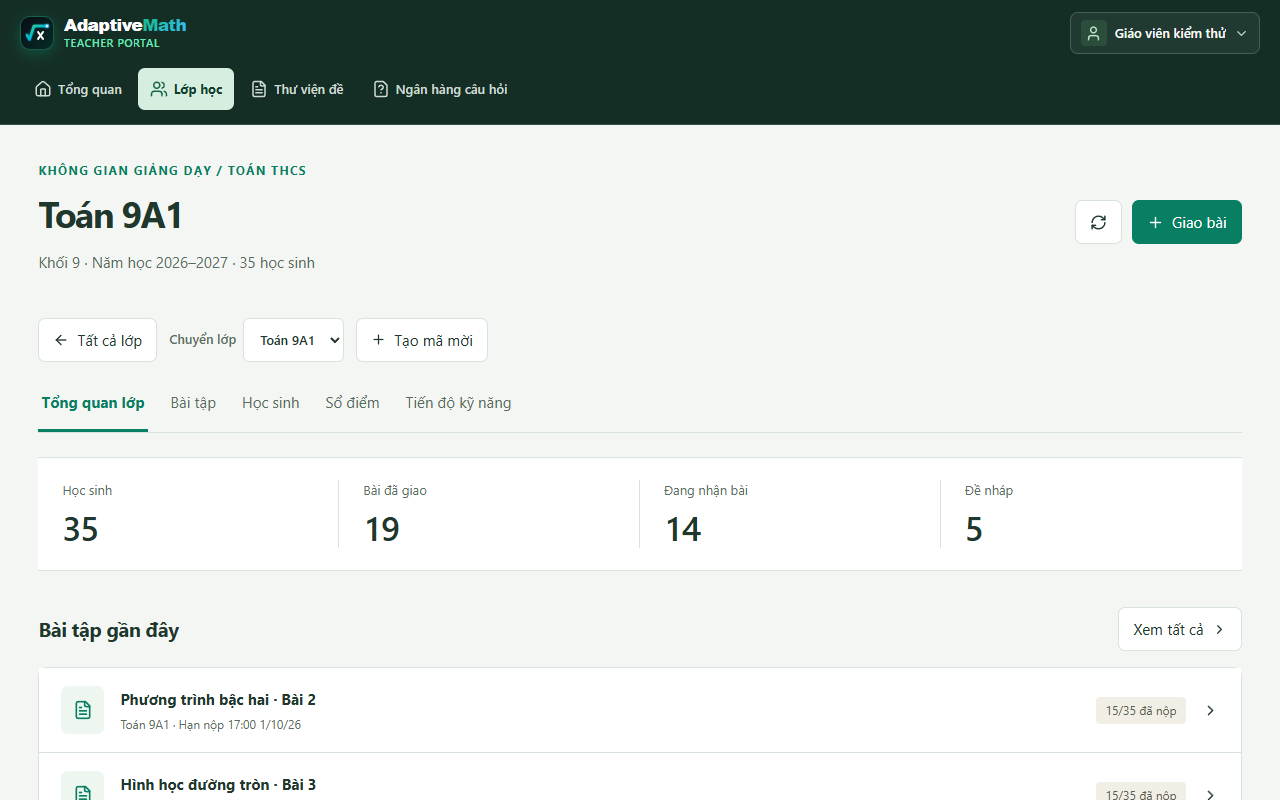 AdaptiveMath
TEACHER PORTAL
Giáo viên kiểm thử
Tổng quan
Lớp học
Thư viện đề
Ngân hàng câu hỏi
KHÔNG GIAN GIẢNG DẠY / TOÁN THCS
Toán 9A1
Khối 9 · Năm học 2026–2027 · 35 học sinh
Giao bài
Tất cả lớp
Chuyển lớp
Toán 9A1
Tạo mã mời
Tổng quan lớp
Bài tập
Học sinh
Sổ điểm
Tiến độ kỹ năng
Học sinh
35
Bài đã giao
19
Đang nhận bài
14
Đề nháp
5
Bài tập gần đây
Xem tất cả
Phương trình bậc hai · Bài 2
Toán 9A1 · Hạn nộp 17:00 1/10/26
15/35 đã nộp
Hình học đường tròn · Bài 3
15/35 đã nộp